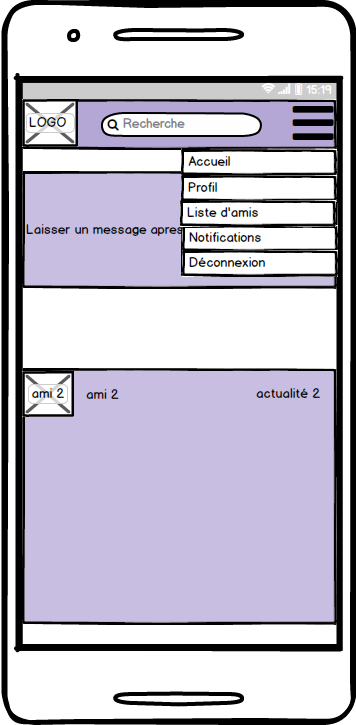 15:19
LOGO
Recherche
Accueil
Profil
Liste d'amis
Notifications
Déconnexion
Laisser un message apres
ami 2
ami 2
actualité 2